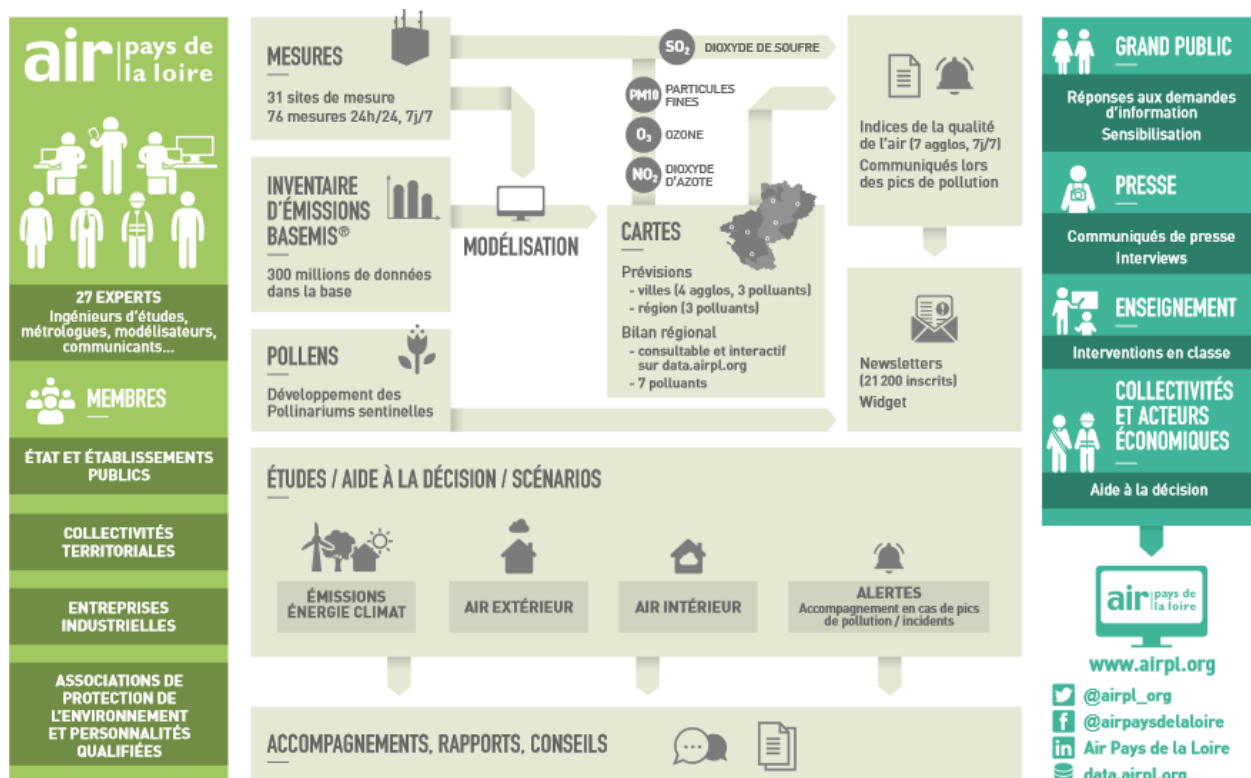 air pays de
la loire
27 EXPERTS
Ingénieurs d'études,
métrologues, modélisateurs,
communicants...
MEMBRES
ÉTAT ET ÉTABLISSEMENTS
PUBLICS
COLLECTIVITÉS
TERRITORIALES
ENTREPRISES
INDUSTRIELLES
ASSOCIATIONS DE
PROTECTION DE
L'ENVIRONNEMENT
ET PERSONNALITÉS
QUALIFIÉES
MESURES
31 sites de mesure
76 mesures 24h/24, 7j/7
INVENTAIRE
D'ÉMISSIONS
BASEMIS®
300 millions de données
dans la base
POLLENS
Développement des
Pollinariums sentinelles
MODÉLISATION
SO₂ DIOXYDE DE SOUFRE
PM10 PARTICULES
FINES
O₃ OZONE
NO₂ DIOXYDE
D'AZOTE
CARTES
Prévisions
- villes (4 agglos, 3 polluants)
- région (3 polluants)
Bilan régional
- consultable et interactif
sur data.airpl.org
- 7 polluants
Indices de la qualité
de l'air (7 agglos, 7j/7)
Communiqués lors
des pics de pollution
Newsletters
(21 200 inscrits)
Widget
ÉTUDES / AIDE À LA DÉCISION / SCÉNARIOS
ÉMISSIONS
ÉNERGIE CLIMAT
AIR EXTÉRIEUR
AIR INTÉRIEUR
ALERTES
Accompagnement en cas de pics
de pollution / incidents
ACCOMPAGNEMENTS, RAPPORTS, CONSEILS
GRAND PUBLIC
Réponses aux demandes
d'information
Sensibilisation
PRESSE
Communiqués de presse
Interviews
ENSEIGNEMENT
Interventions en classe
COLLECTIVITÉS
ET ACTEURS
ÉCONOMIQUES
Aide à la décision
air pays de
la loire
www.airpl.org
@airpl_org
@airpaysdelaloire
Air Pays de la Loire
data.airpl.org